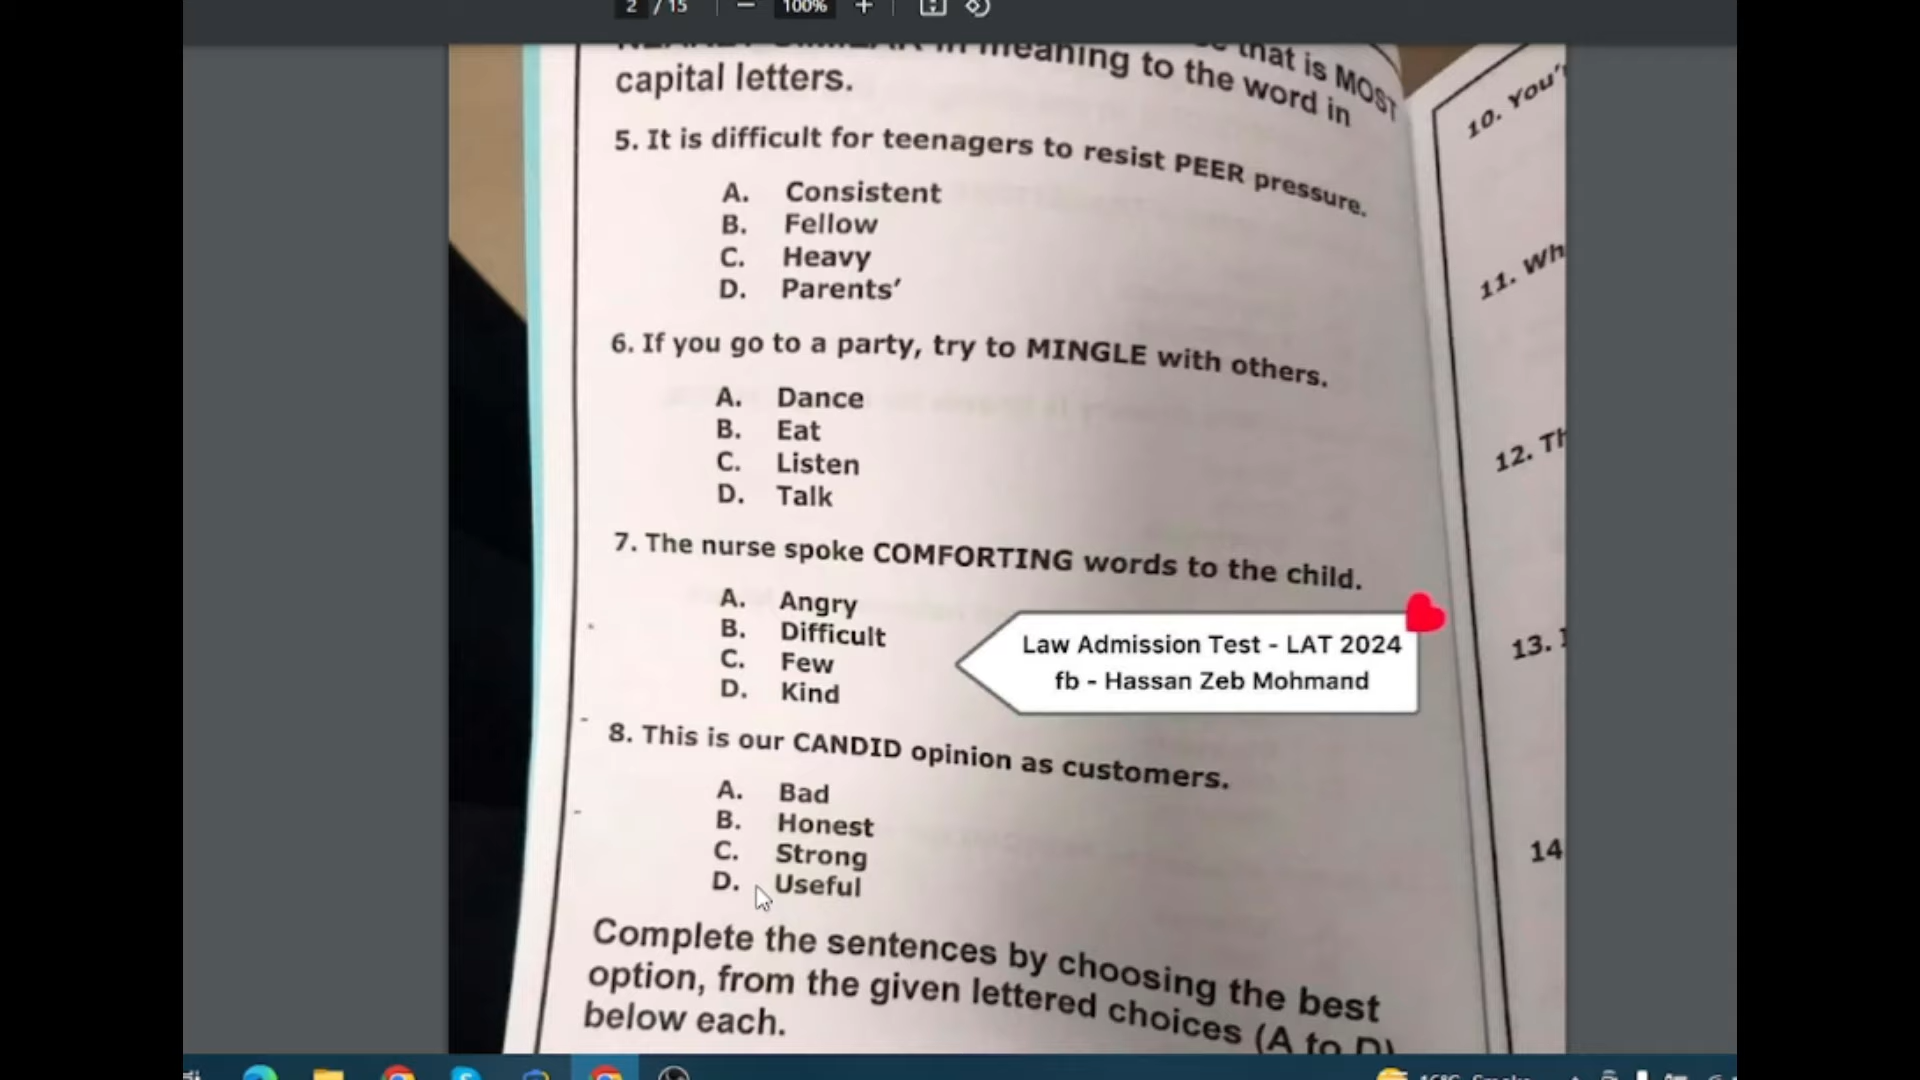 2 / 15 — 100% +
that is MOST
in meaning to the word in
capital letters.
5. It is difficult for teenagers to resist PEER pressure.
A. Consistent
B. Fellow
C. Heavy
D. Parents’
6. If you go to a party, try to MINGLE with others.
A. Dance
B. Eat
C. Listen
D. Talk
7. The nurse spoke COMFORTING words to the child.
A. Angry
B. Difficult
C. Few
D. Kind
Law Admission Test - LAT 2024
fb - Hassan Zeb Mohmand
8. This is our CANDID opinion as customers.
A. Bad
B. Honest
C. Strong
D. Useful
Complete the sentences by choosing the best
option, from the given lettered choices (A to D)
below each.
10. You'
11. Wh
12. Th
13.
14